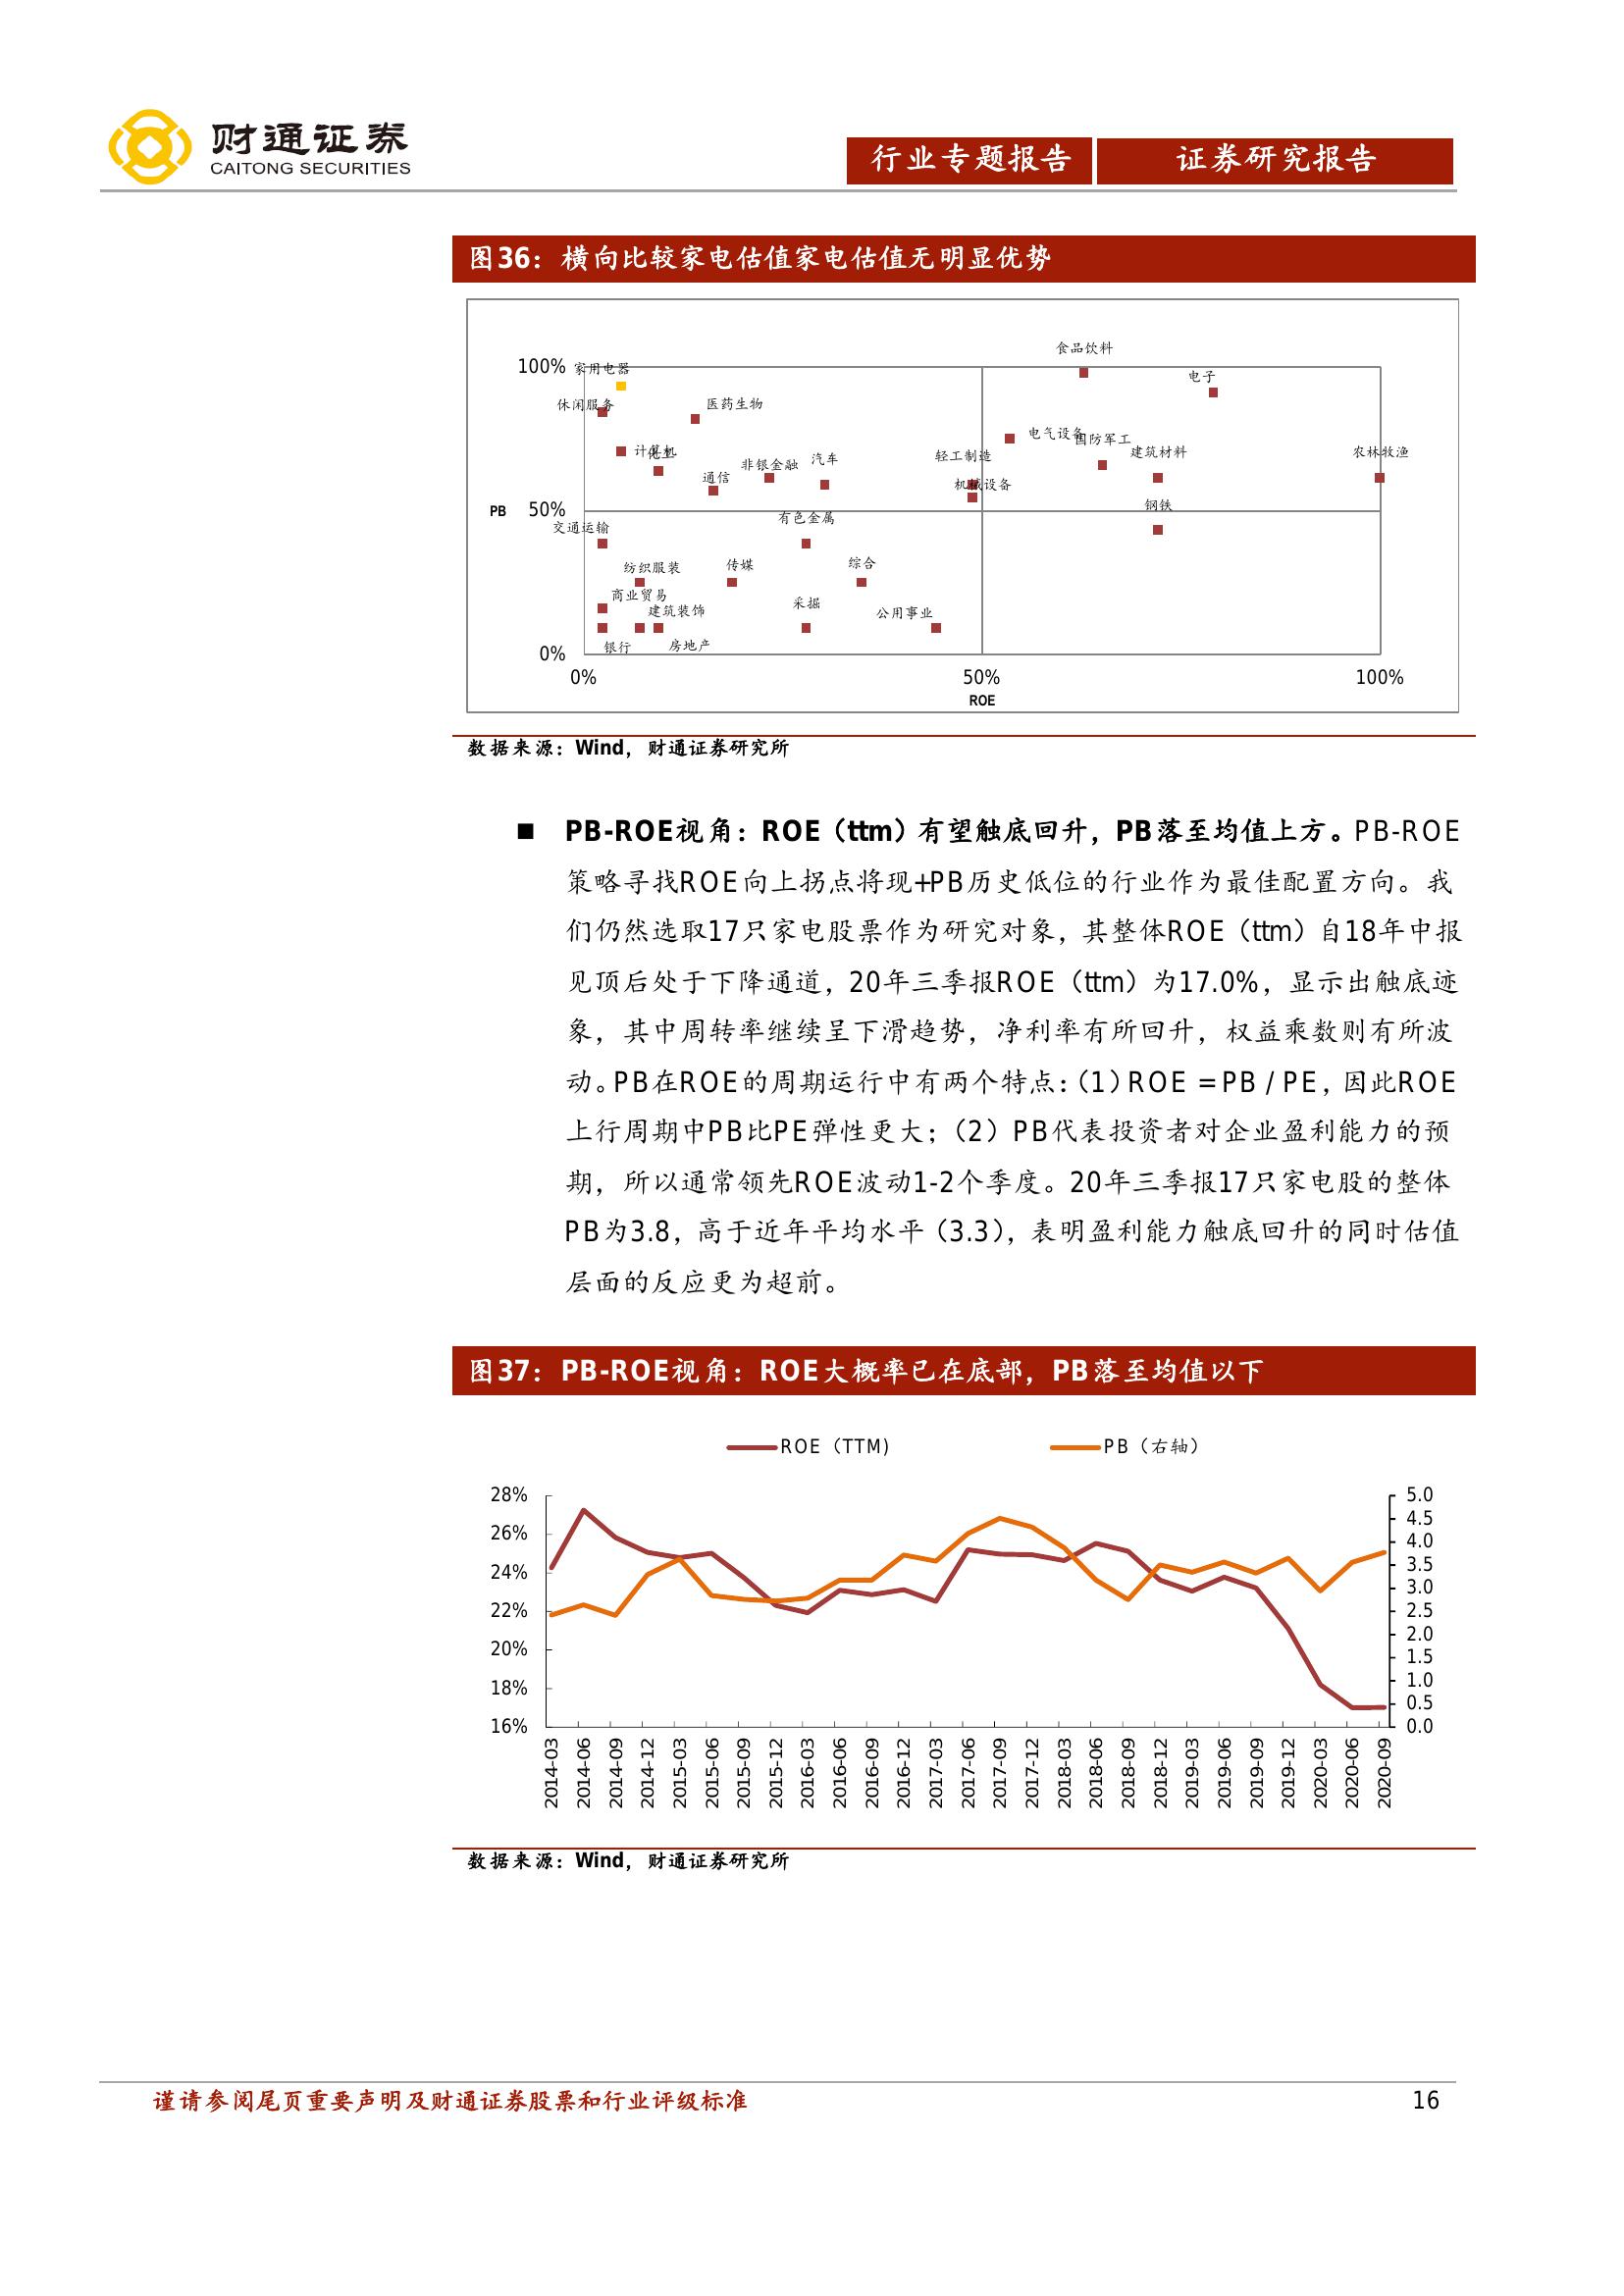 财通证券
CAITONG SECURITIES
行业专题报告 证券研究报告
图36：横向比较家电估值家电估值无明显优势
食品饮料
100% 家用电器
电子
休闲服务 医药生物
电气设备 国防军工
计算机 化工 轻工制造 建筑材料 农林牧渔
非银金融 汽车
通信 机械设备
钢铁
PB 50%
有色金属
交通运输
纺织服装 传媒 综合
商业贸易 采掘
建筑装饰 公用事业
银行 房地产
0%
0% 50% 100%
ROE
数据来源：Wind，财通证券研究所
■ PB-ROE视角：ROE（ttm）有望触底回升，PB落至均值上方。PB-ROE
策略寻找ROE向上拐点将现+PB历史低位的行业作为最佳配置方向。我
们仍然选取17只家电股票作为研究对象，其整体ROE（ttm）自18年中报
见顶后处于下降通道，20年三季报ROE（ttm）为17.0%，显示出触底迹
象，其中周转率继续呈下滑趋势，净利率有所回升，权益乘数则有所波
动。PB在ROE的周期运行中有两个特点：（1）ROE = PB / PE，因此ROE
上行周期中PB比PE弹性更大；（2）PB代表投资者对企业盈利能力的预
期，所以通常领先ROE波动1-2个季度。20年三季报17只家电股的整体
PB为3.8，高于近年平均水平（3.3），表明盈利能力触底回升的同时估值
层面的反应更为超前。
图37：PB-ROE视角：ROE大概率已在底部，PB落至均值以下
ROE（TTM） PB（右轴）
28% 5.0
4.5
26% 4.0
24% 3.5
3.0
22% 2.5
20% 2.0
1.5
18% 1.0
0.5
16% 0.0
2014-03 2014-06 2014-09 2014-12 2015-03 2015-06 2015-09 2015-12 2016-03 2016-06 2016-09 2016-12 2017-03 2017-06 2017-09 2017-12 2018-03 2018-06 2018-09 2018-12 2019-03 2019-06 2019-09 2019-12 2020-03 2020-06 2020-09
数据来源：Wind，财通证券研究所
谨请参阅尾页重要声明及财通证券股票和行业评级标准 16